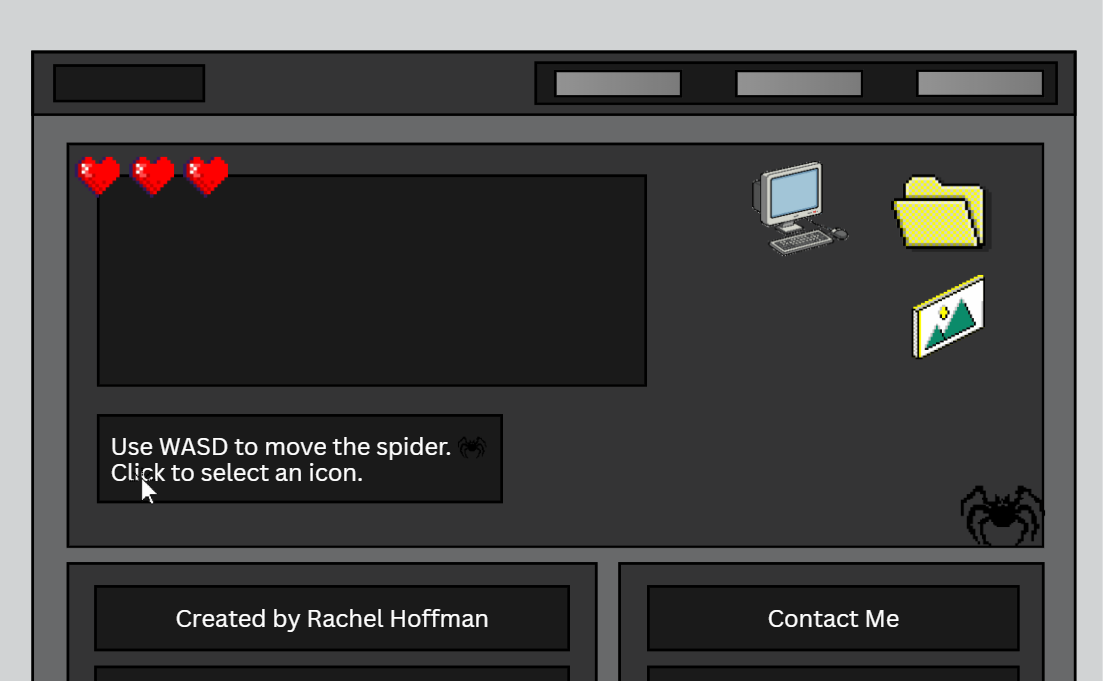 Use WASD to move the spider.
Click to select an icon.
Created by Rachel Hoffman
Contact Me